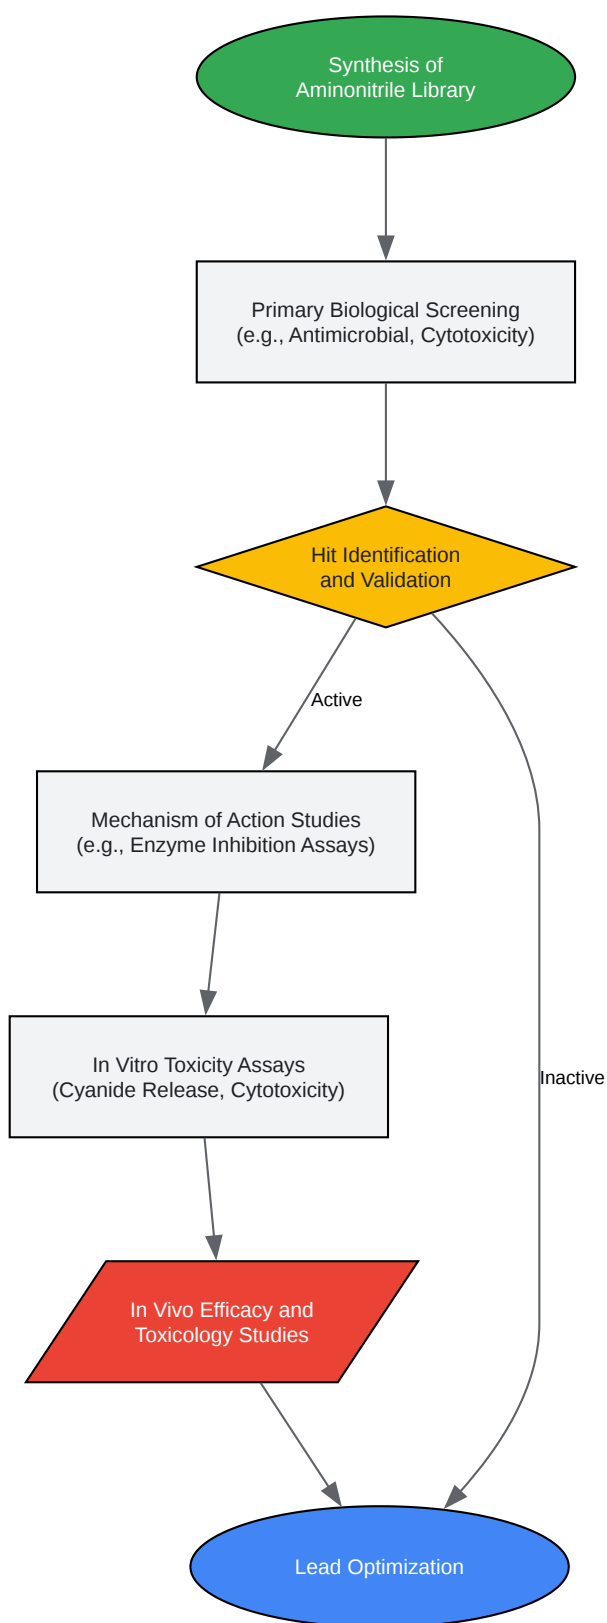 Synthesis of
Aminonitrile Library
Primary Biological Screening
(e.g., Antimicrobial, Cytotoxicity)
Hit Identification
and Validation
Active
Mechanism of Action Studies
(e.g., Enzyme Inhibition Assays)
In Vitro Toxicity Assays
(Cyanide Release, Cytotoxicity)
Inactive
In Vivo Efficacy and
Toxicology Studies
Lead Optimization